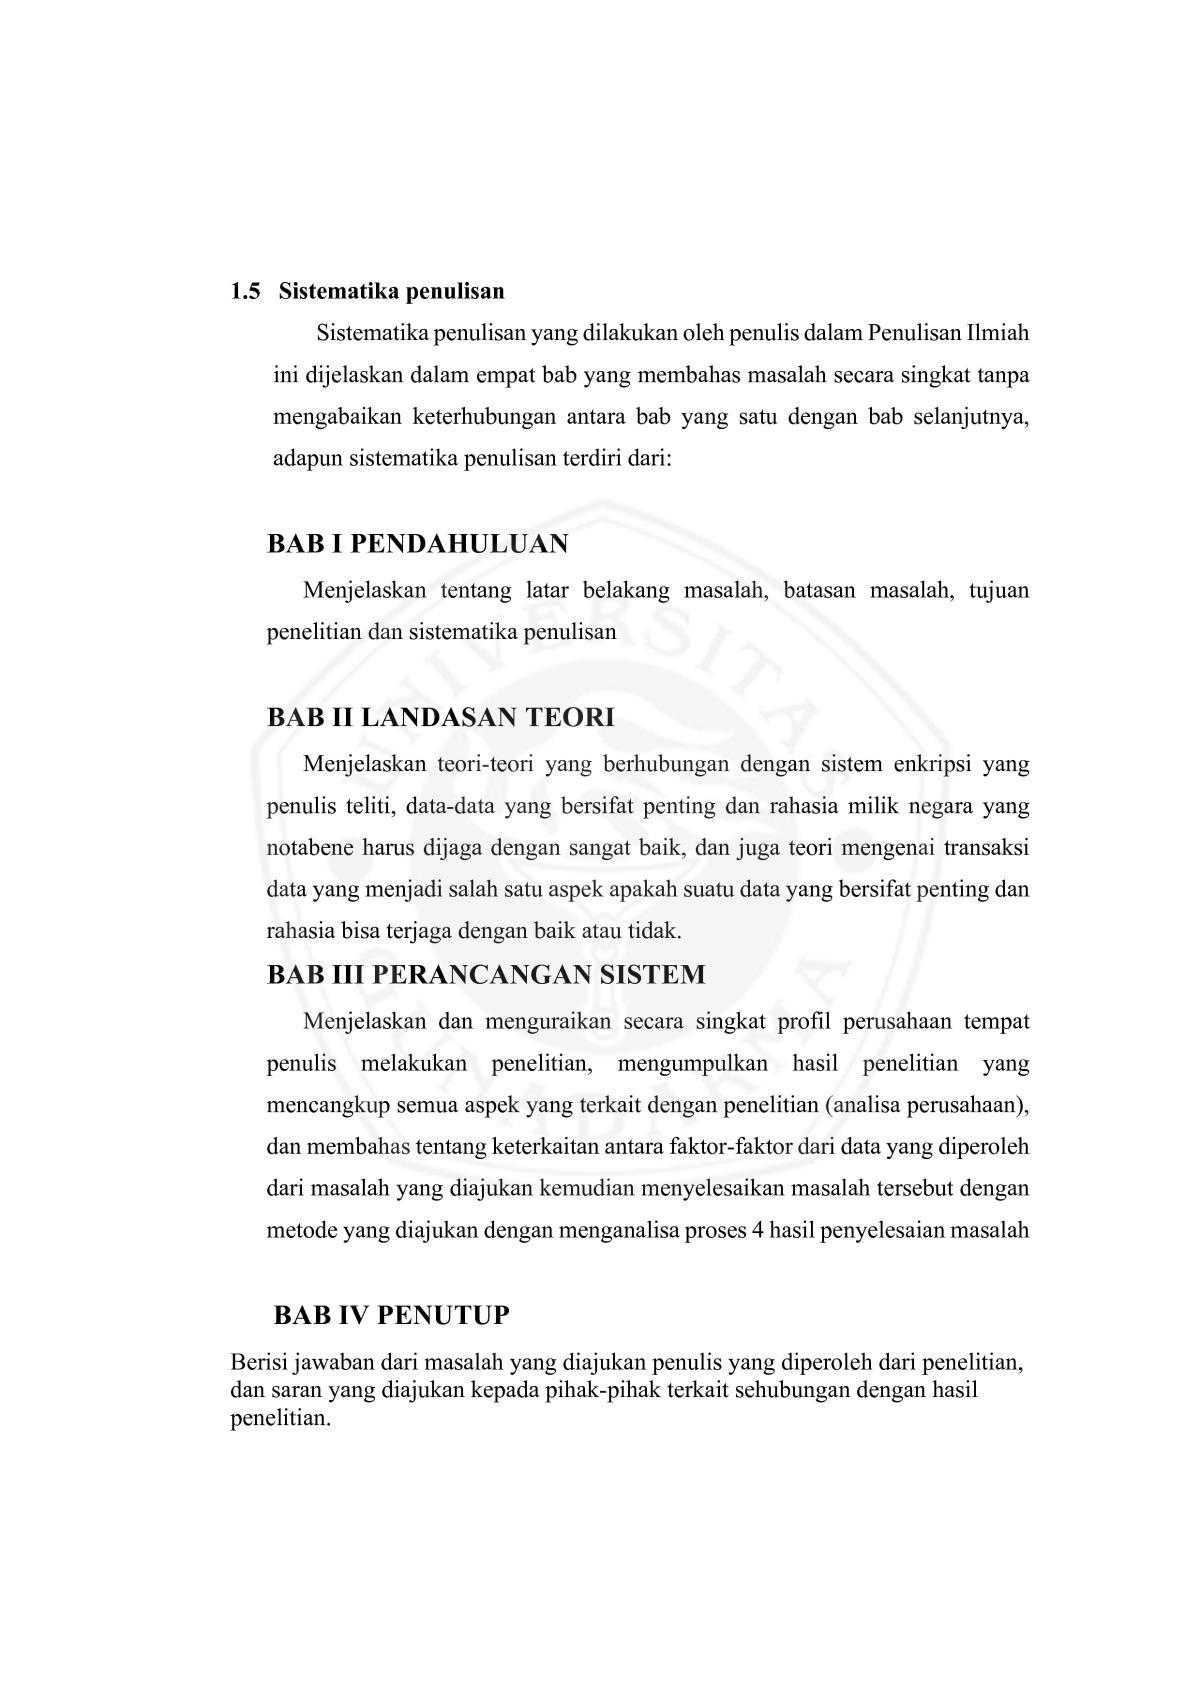 1.5 Sistematika penulisan
Sistematika penulisan yang dilakukan oleh penulis dalam Penulisan Ilmiah
ini dijelaskan dalam empat bab yang membahas masalah secara singkat tanpa
mengabaikan keterhubungan antara bab yang satu dengan bab selanjutnya,
adapun sistematika penulisan terdiri dari:
BAB I PENDAHULUAN
Menjelaskan tentang latar belakang masalah, batasan masalah, tujuan
penelitian dan sistematika penulisan
BAB II LANDASAN TEORI
Menjelaskan teori-teori yang berhubungan dengan sistem enkripsi yang
penulis teliti, data-data yang bersifat penting dan rahasia milik negara yang
notabene harus dijaga dengan sangat baik, dan juga teori mengenai transaksi
data yang menjadi salah satu aspek apakah suatu data yang bersifat penting dan
rahasia bisa terjaga dengan baik atau tidak.
BAB III PERANCANGAN SISTEM
Menjelaskan dan menguraikan secara singkat profil perusahaan tempat
penulis melakukan penelitian, mengumpulkan hasil penelitian yang
mencangkup semua aspek yang terkait dengan penelitian (analisa perusahaan),
dan membahas tentang keterkaitan antara faktor-faktor dari data yang diperoleh
dari masalah yang diajukan kemudian menyelesaikan masalah tersebut dengan
metode yang diajukan dengan menganalisa proses 4 hasil penyelesaian masalah
BAB IV PENUTUP
Berisi jawaban dari masalah yang diajukan penulis yang diperoleh dari penelitian,
dan saran yang diajukan kepada pihak-pihak terkait sehubungan dengan hasil
penelitian.
UNIVERSITAS
GUNADARMA